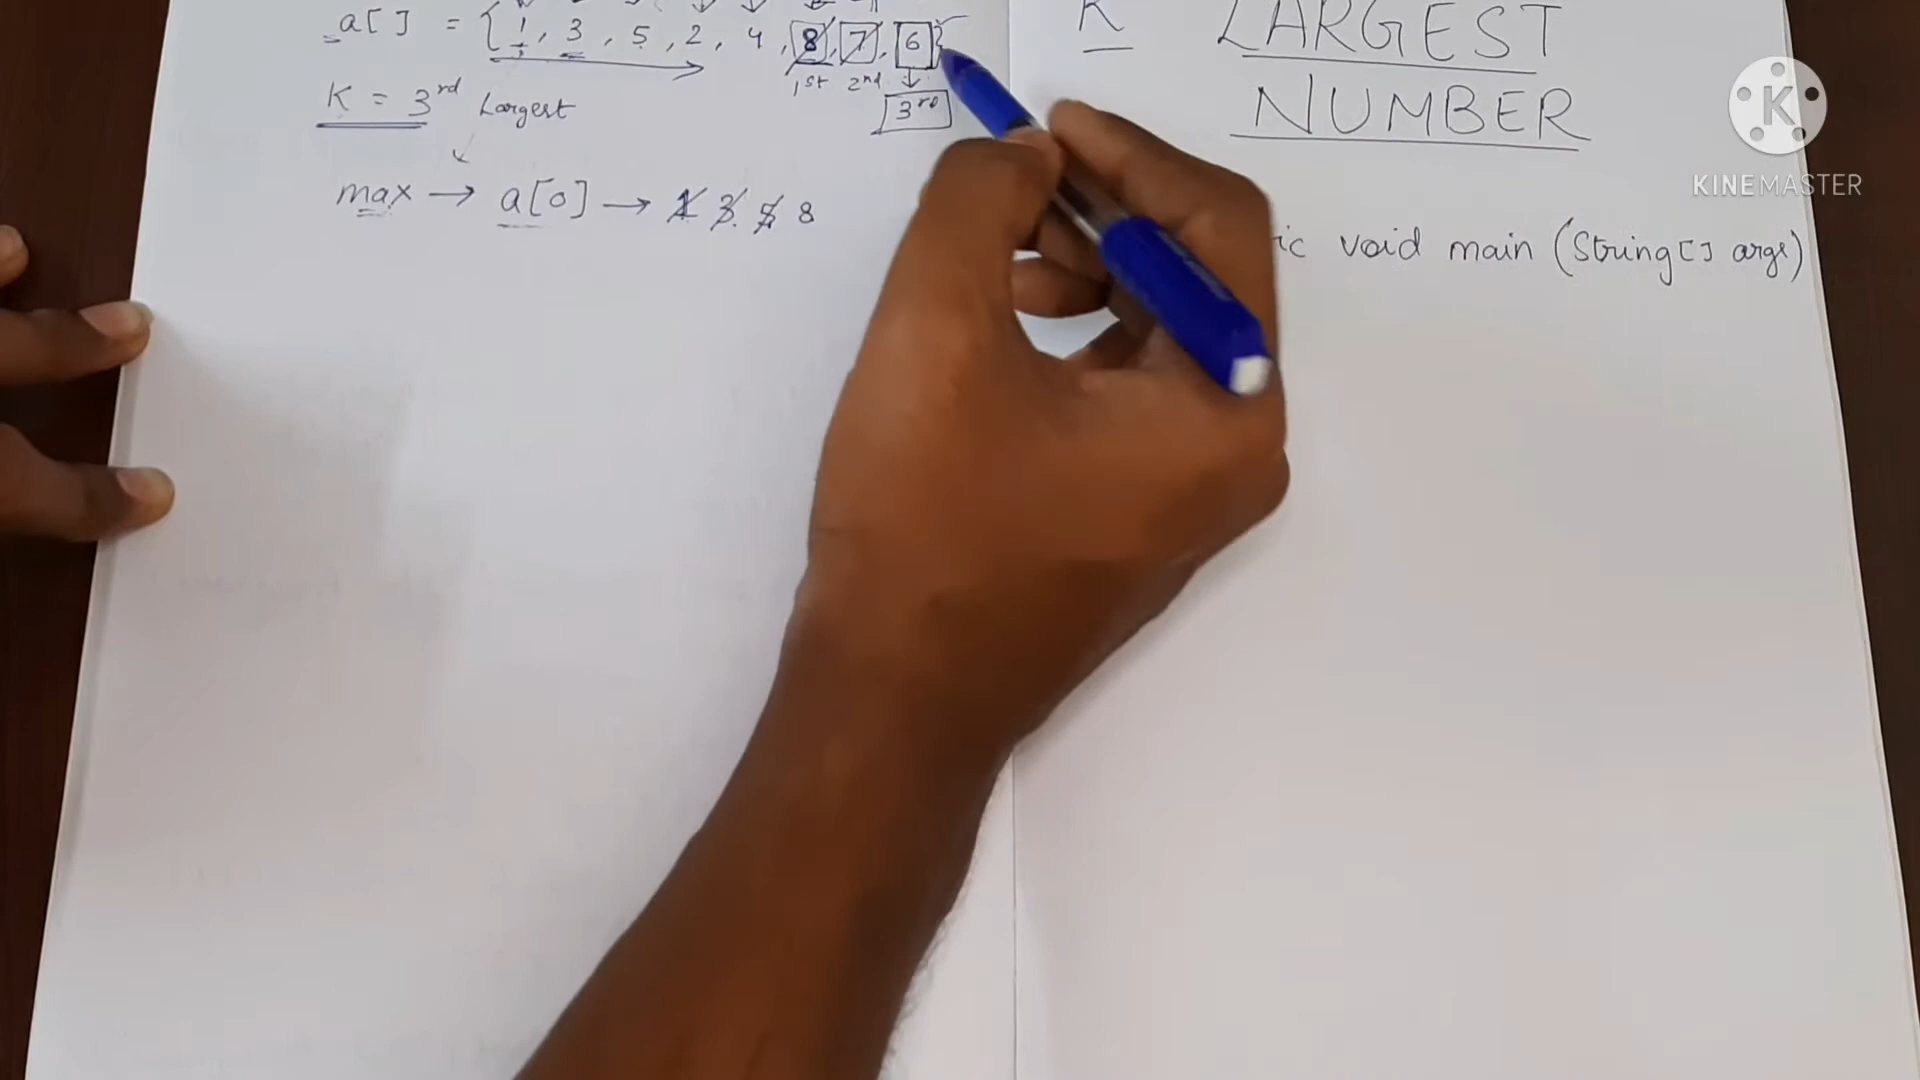 a[] = {1, 3, 5, 2, 4, 8, 7, 6}
1st 2nd
3rd
K = 3rd Largest
max → a[0] → 1 3 5 8
K LARGEST
NUMBER
K
KINEMASTER
ic void main (String[] args)